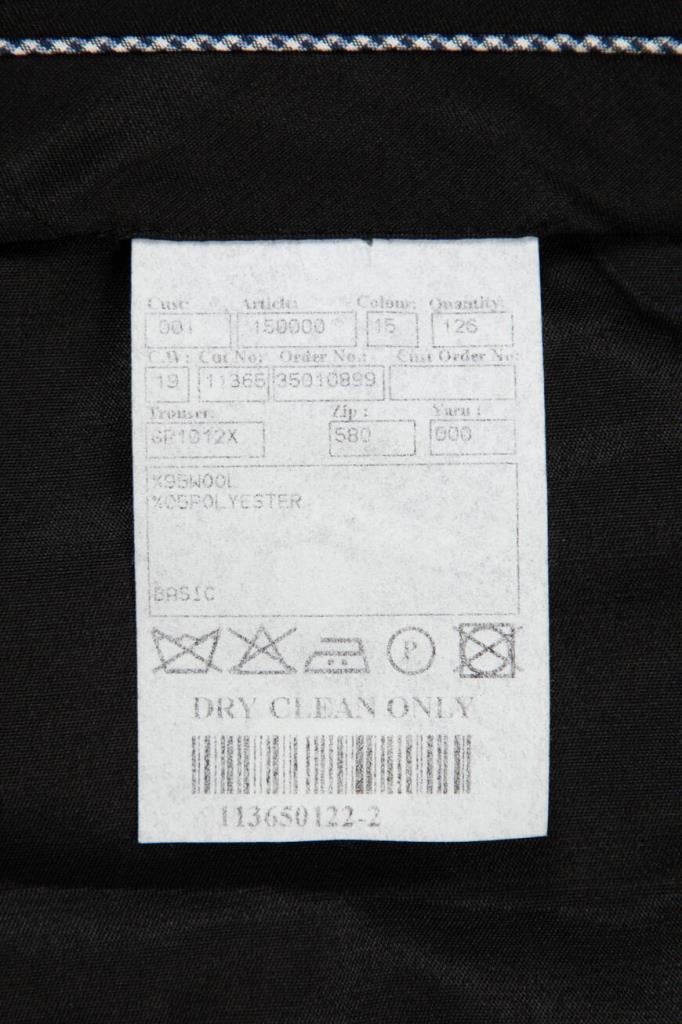 Cust: Article: Colour: Quantity:
001 150000 15 126
C.W: Cut No: Order No.: Cust Order No:
19 11365 35010899
Trouser: Zip : Yarn :
GP1012X 580 000
%95WOOL
%05POLYESTER
BASIC
P
DRY CLEAN ONLY
113650122-2